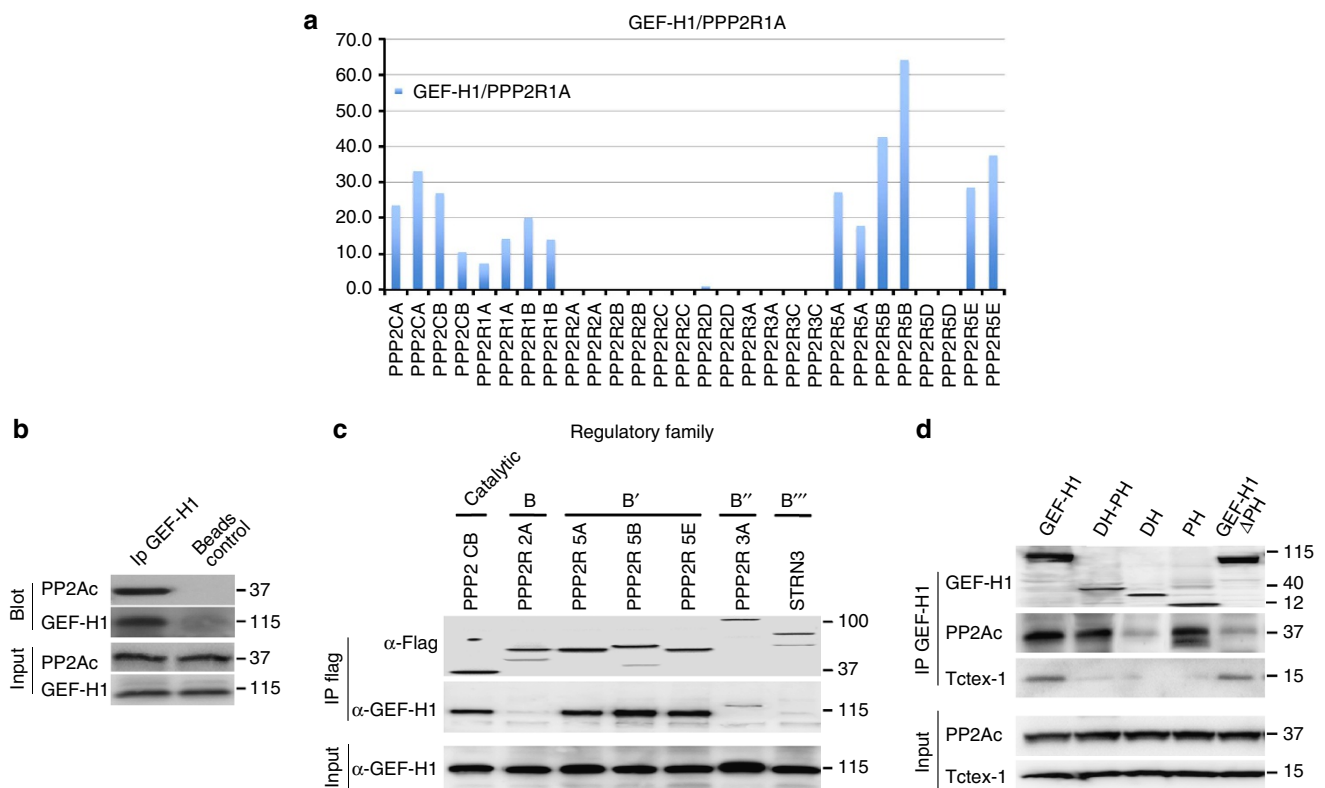 a
GEF-H1/PPP2R1A
70.0
60.0
50.0
40.0
30.0
20.0
10.0
0.0
GEF-H1/PPP2R1A
PPP2CA
PPP2CA
PPP2CB
PPP2CB
PPP2R1A
PPP2R1A
PPP2R1B
PPP2R1B
PPP2R2A
PPP2R2A
PPP2R2B
PPP2R2B
PPP2R2C
PPP2R2C
PPP2R2D
PPP2R2D
PPP2R3A
PPP2R3A
PPP2R3C
PPP2R3C
PPP2R5A
PPP2R5A
PPP2R5B
PPP2R5B
PPP2R5D
PPP2R5D
PPP2R5E
PPP2R5E
b
Ip GEF-H1
Beads
control
Blot
PP2Ac
37
GEF-H1
115
Input
PP2Ac
37
GEF-H1
115
c
Regulatory family
Catalytic
B
B′
B′′
B′′′
PPP2 CB
PPP2R 2A
PPP2R 5A
PPP2R 5B
PPP2R 5E
PPP2R 3A
STRN3
IP flag
α-Flag
100
37
α-GEF-H1
115
Input
α-GEF-H1
115
d
GEF-H1
DH-PH
DH
PH
GEF-H1
ΔPH
IP GEF-H1
GEF-H1
115
40
12
PP2Ac
37
Tctex-1
15
Input
PP2Ac
37
Tctex-1
15